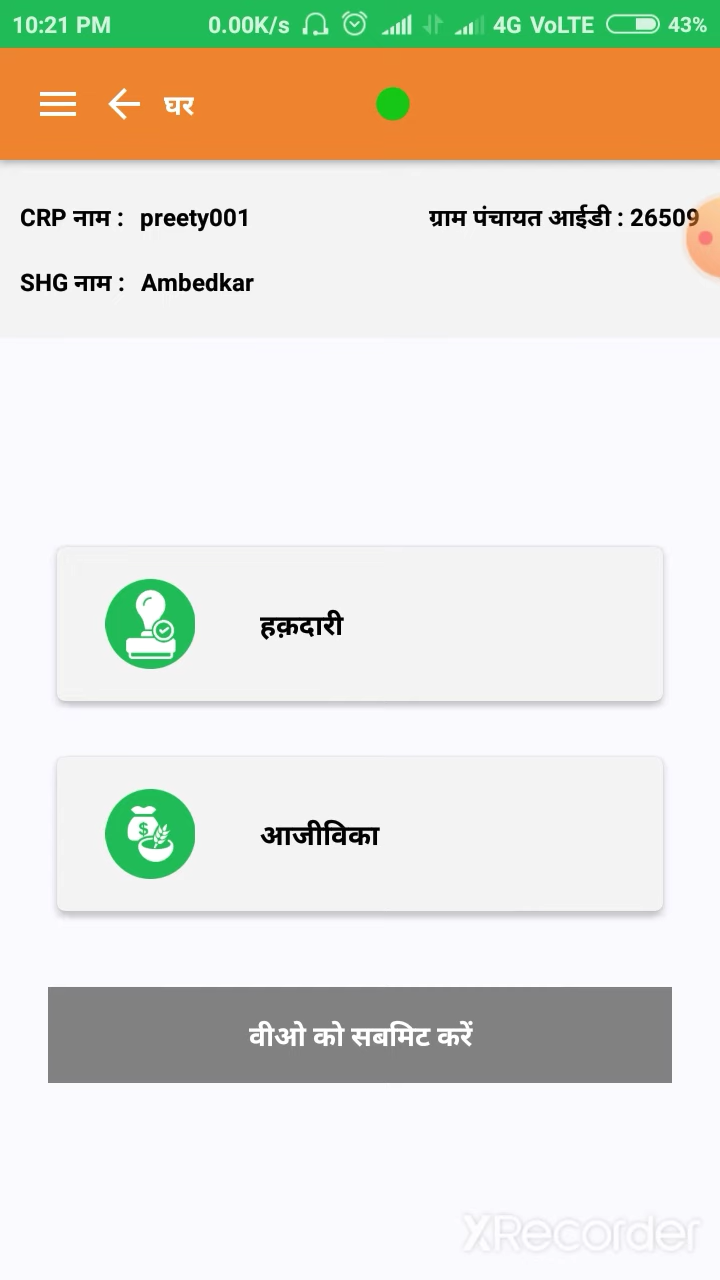 10:21 PM 0.00K/s 4G VoLTE 43%
घर
CRP नाम : preety001 ग्राम पंचायत आईडी : 26509
SHG नाम : Ambedkar
हक़दारी
$
आजीविका
वीओ को सबमिट करें
XRecorder